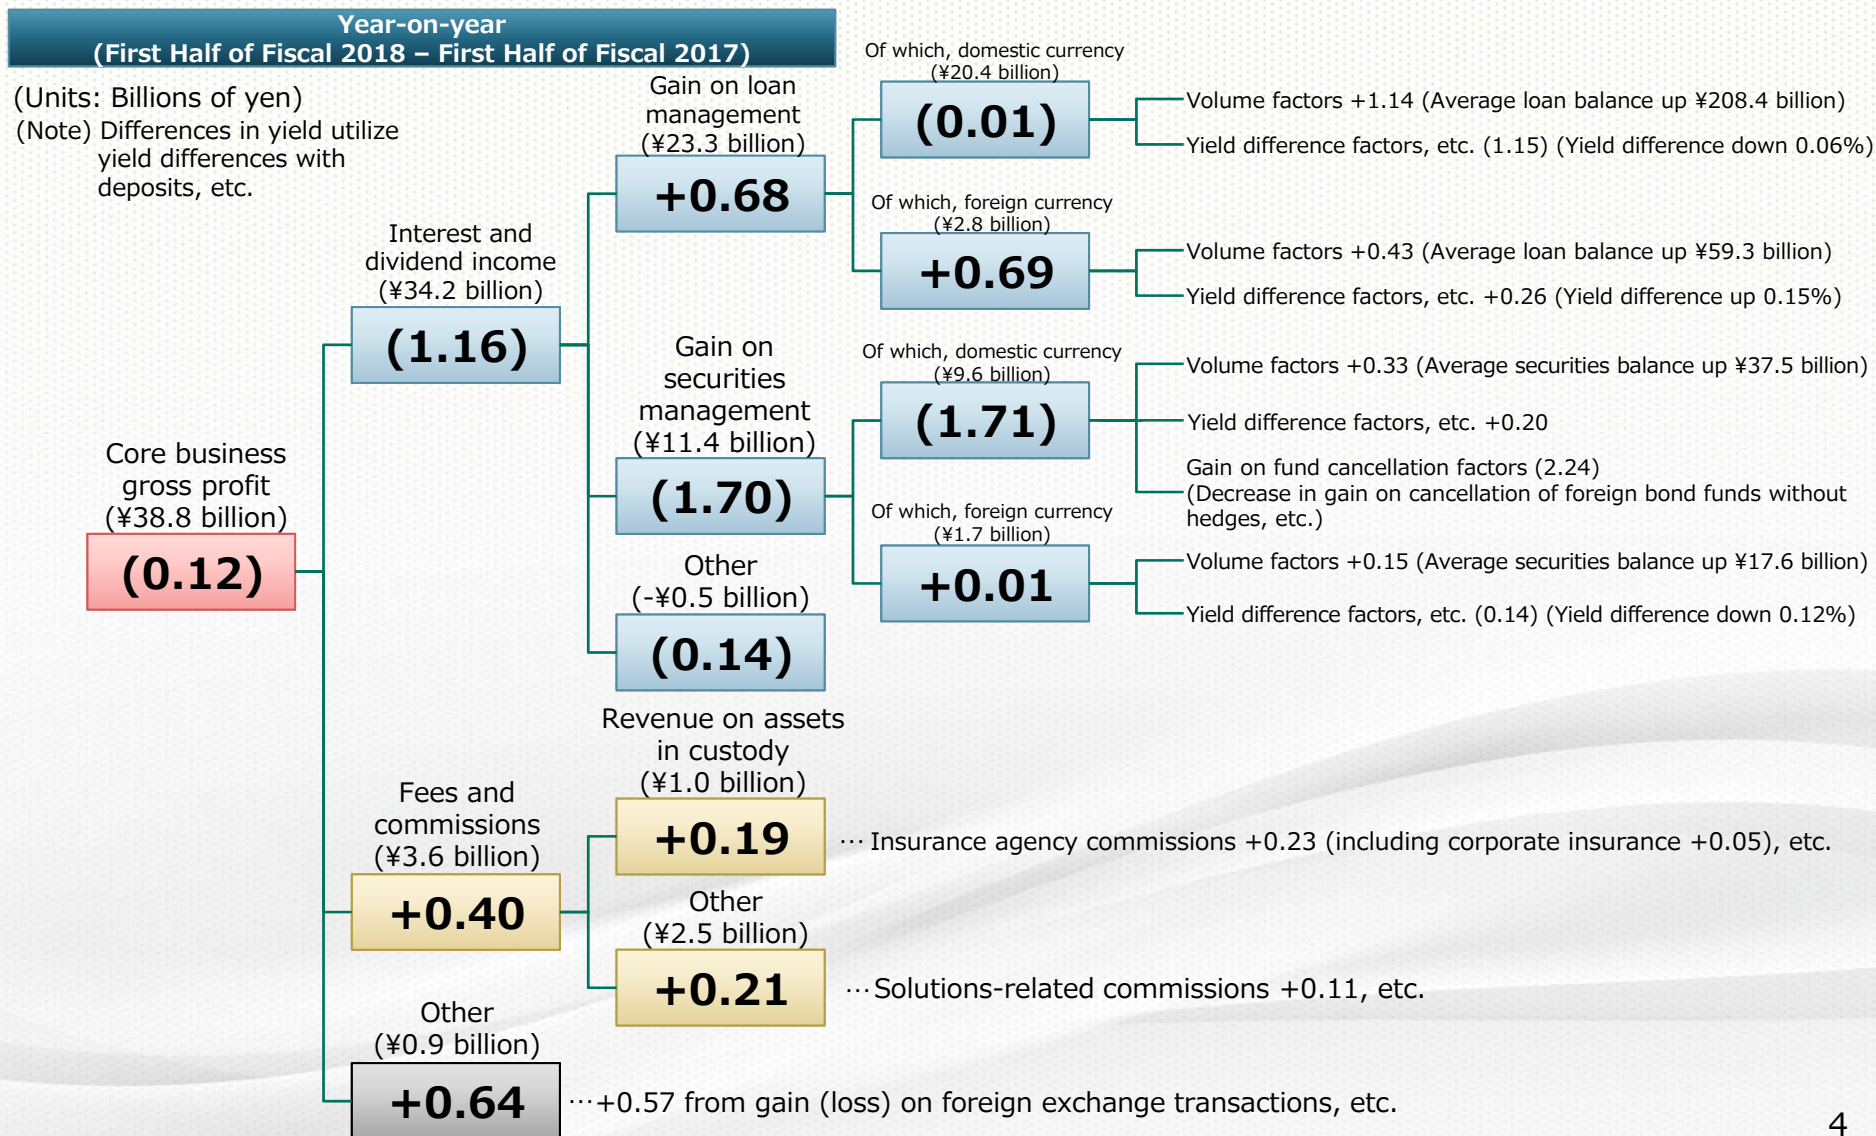 Year-on-year
(First Half of Fiscal 2018 – First Half of Fiscal 2017)
(Units: Billions of yen)
(Note) Differences in yield utilize
yield differences with
deposits, etc.
Core business
gross profit
(¥38.8 billion)
(0.12)
Interest and
dividend income
(¥34.2 billion)
(1.16)
Gain on loan
management
(¥23.3 billion)
+0.68
Of which, domestic currency
(¥20.4 billion)
(0.01)
Volume factors +1.14 (Average loan balance up ¥208.4 billion)
Yield difference factors, etc. (1.15) (Yield difference down 0.06%)
Of which, foreign currency
(¥2.8 billion)
+0.69
Volume factors +0.43 (Average loan balance up ¥59.3 billion)
Yield difference factors, etc. +0.26 (Yield difference up 0.15%)
Gain on
securities
management
(¥11.4 billion)
(1.70)
Of which, domestic currency
(¥9.6 billion)
(1.71)
Volume factors +0.33 (Average securities balance up ¥37.5 billion)
Yield difference factors, etc. +0.20
Gain on fund cancellation factors (2.24)
(Decrease in gain on cancellation of foreign bond funds without
hedges, etc.)
Of which, foreign currency
(¥1.7 billion)
+0.01
Volume factors +0.15 (Average securities balance up ¥17.6 billion)
Yield difference factors, etc. (0.14) (Yield difference down 0.12%)
Other
(-¥0.5 billion)
(0.14)
Fees and
commissions
(¥3.6 billion)
+0.40
Revenue on assets
in custody
(¥1.0 billion)
+0.19
…Insurance agency commissions +0.23 (including corporate insurance +0.05), etc.
Other
(¥2.5 billion)
+0.21
…Solutions-related commissions +0.11, etc.
Other
(¥0.9 billion)
+0.64
…+0.57 from gain (loss) on foreign exchange transactions, etc.
4